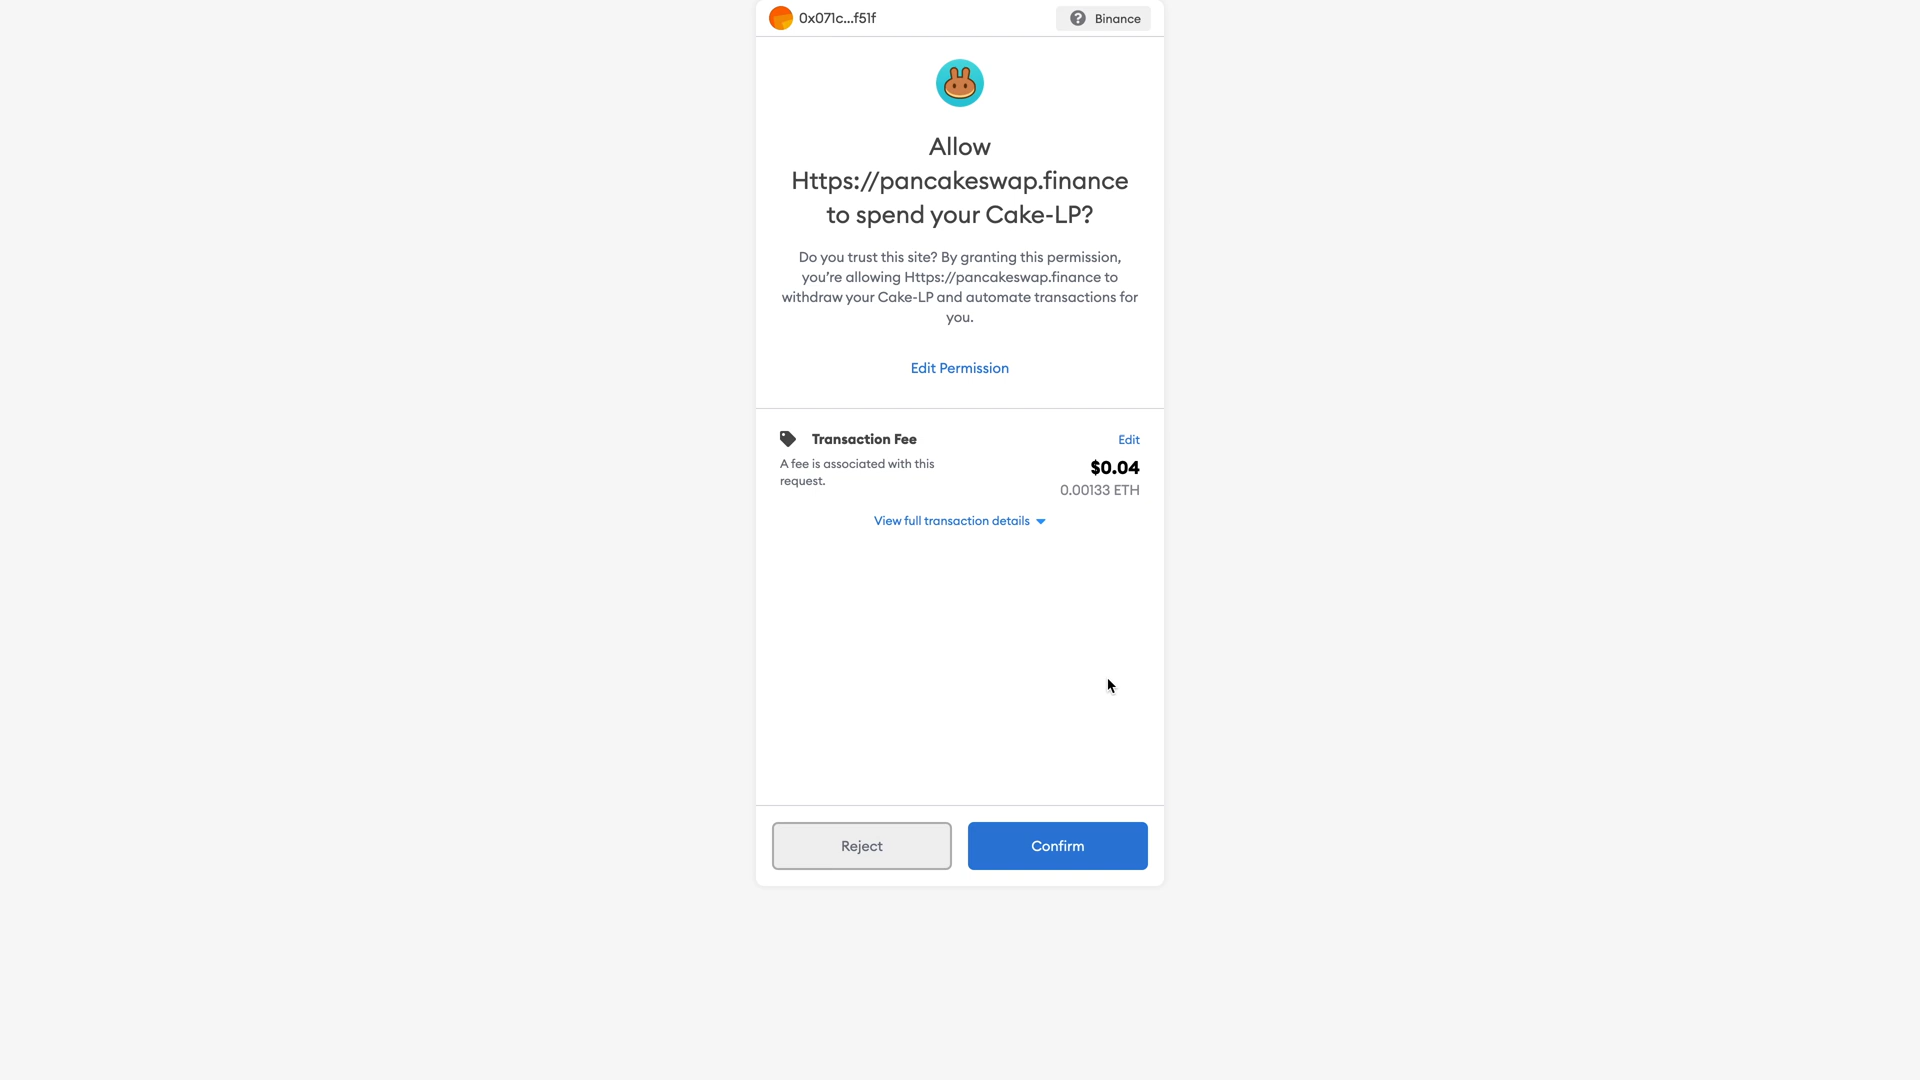 0x071c...f51f
Binance
Allow
Https://pancakeswap.finance
to spend your Cake-LP?
Do you trust this site? By granting this permission,
you're allowing Https://pancakeswap.finance to
withdraw your Cake-LP and automate transactions for
you.
Edit Permission
Transaction Fee
Edit
A fee is associated with this
request.
$0.04
0.00133 ETH
View full transaction details
Reject
Confirm